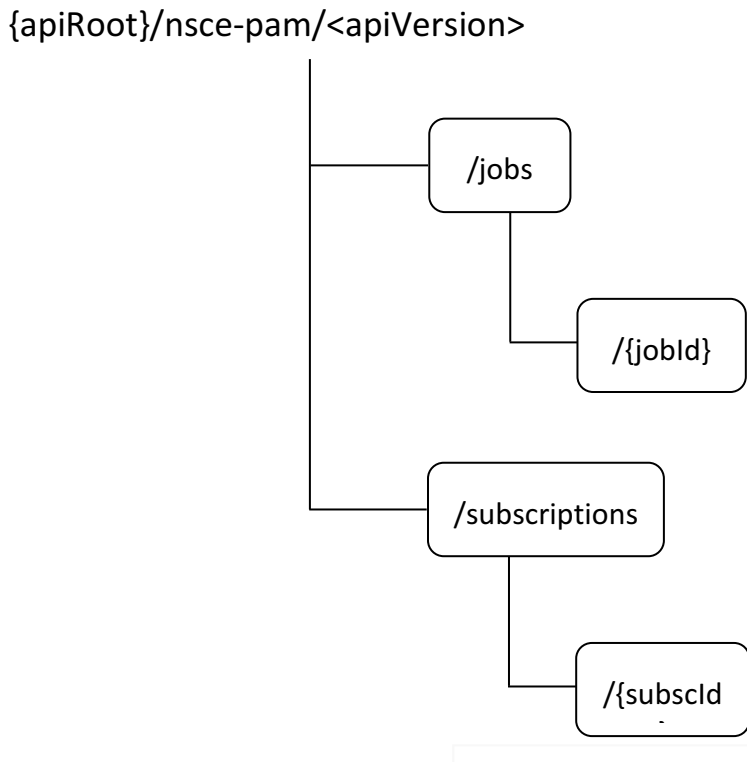 {apiRoot}/nsce-pam/<apiVersion>
/jobs
/{jobId}
/subscriptions
/{subscId